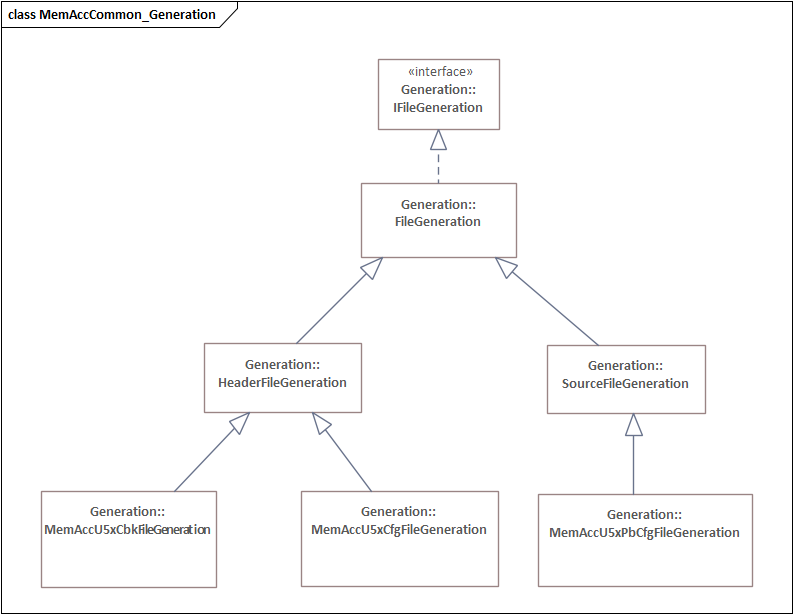 class MemAccCommon_Generation
«interface»
Generation::
IFileGeneration
Generation::
FileGeneration
Generation::
HeaderFileGeneration
Generation::
SourceFileGeneration
Generation::
MemAccU5xCbkFileGeneration
Generation::
MemAccU5xCfgFileGeneration
Generation::
MemAccU5xPbCfgFileGeneration